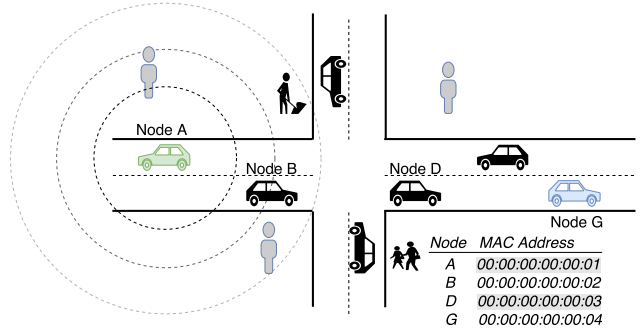 Node A
Node B
Node D
Node G
Node MAC Address
A 00:00:00:00:00:01
B 00:00:00:00:00:02
D 00:00:00:00:00:03
G 00:00:00:00:00:04